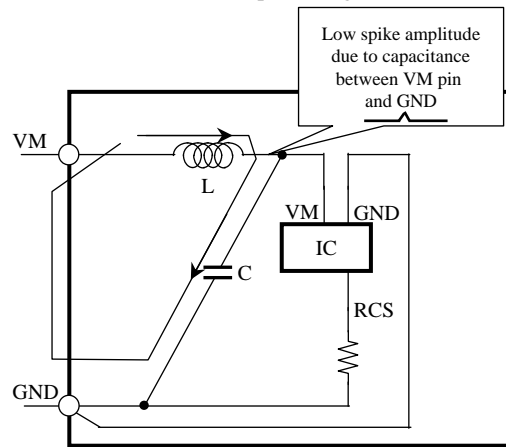 Low spike amplitude
due to capacitance
between VM pin
and GND
VM
L
VM
GND
IC
C
RCS
GND